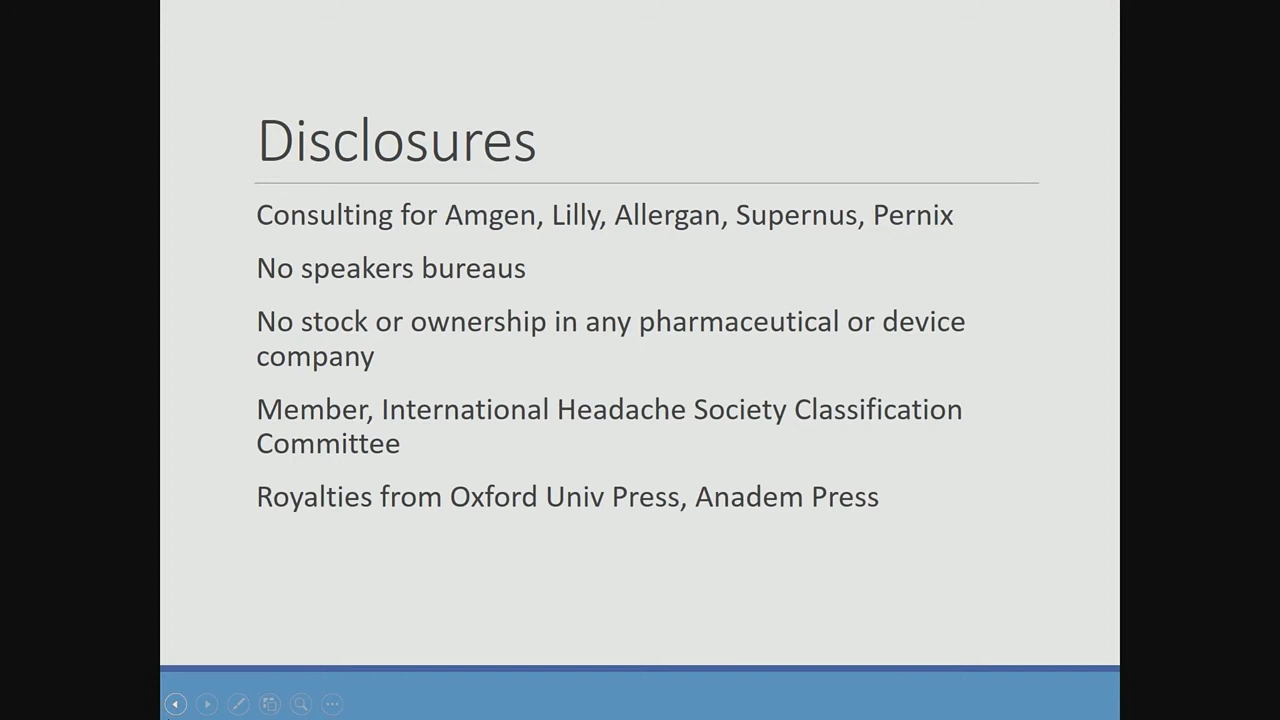 Disclosures
Consulting for Amgen, Lilly, Allergan, Supernus, Pernix
No speakers bureaus
No stock or ownership in any pharmaceutical or device
company
Member, International Headache Society Classification
Committee
Royalties from Oxford Univ Press, Anadem Press